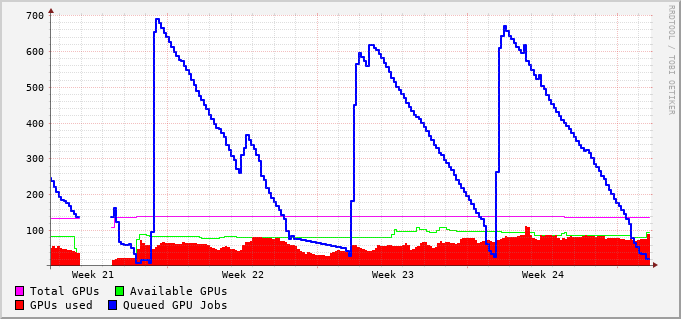 700
600
500
400
300
200
100
Week 21 Week 22 Week 23 Week 24
Total GPUs Available GPUs
GPUs used Queued GPU Jobs
RRDTOOL / TOBI OETIKER